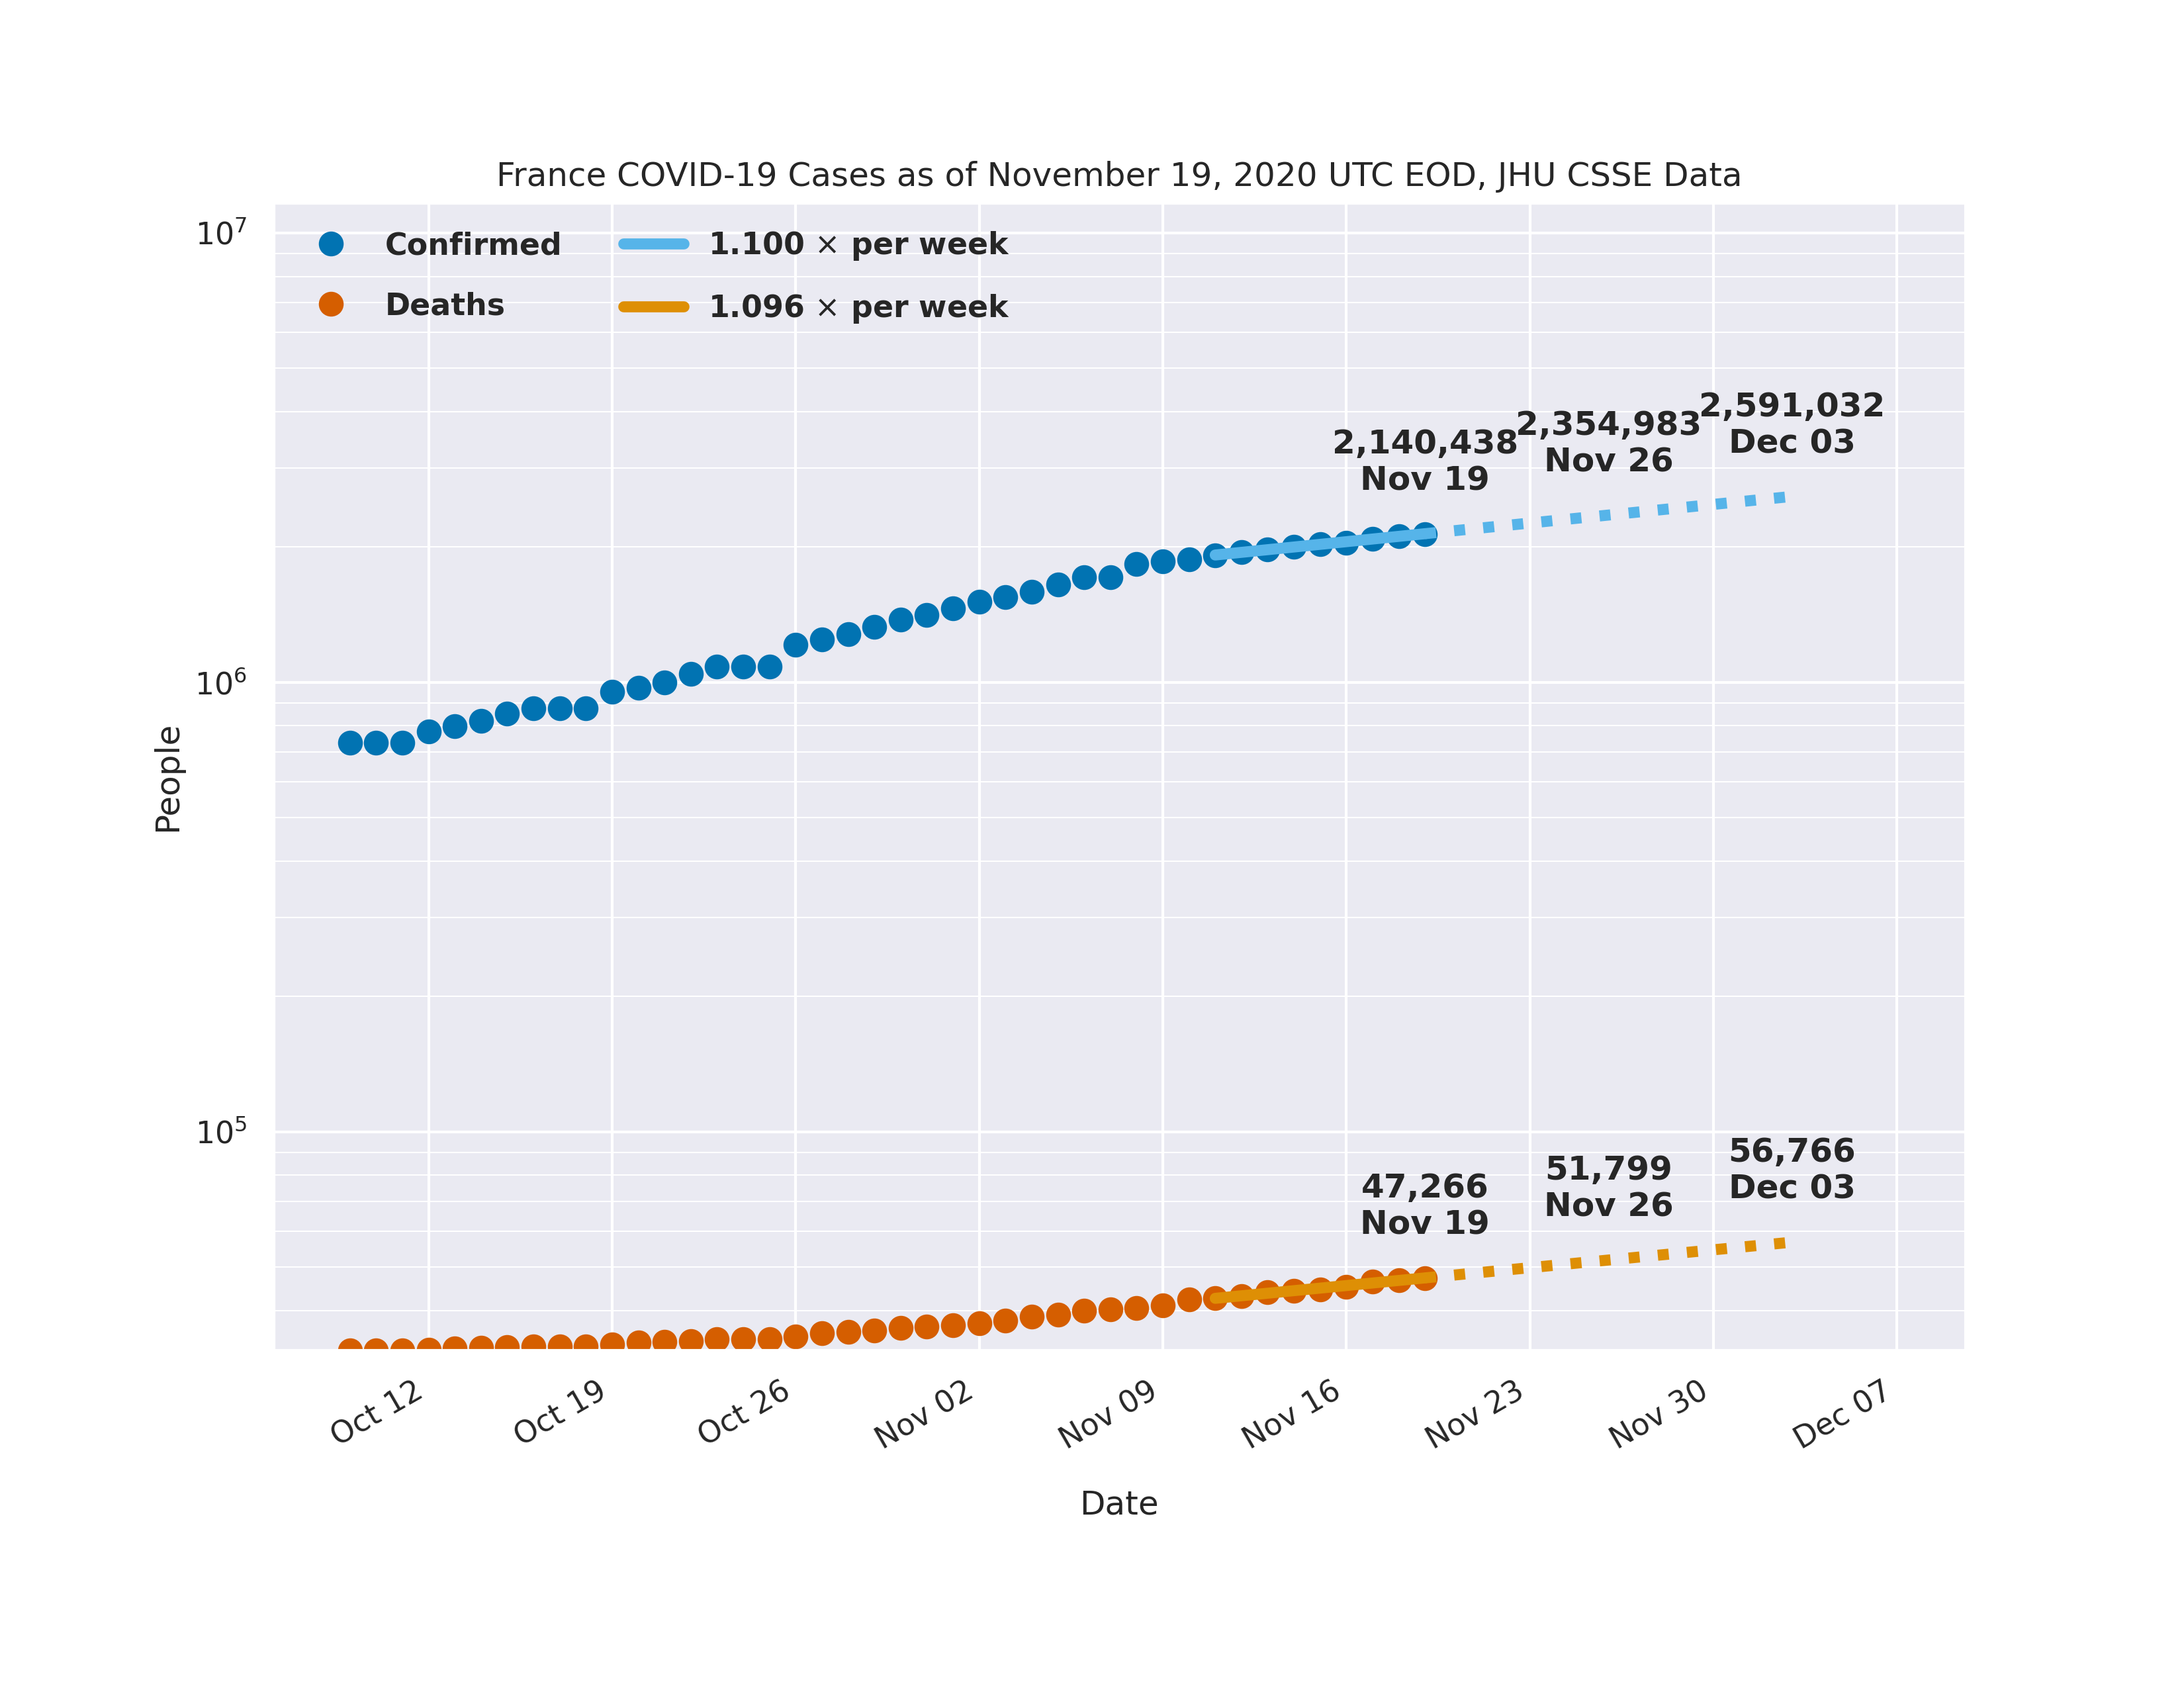 France COVID-19 Cases as of November 19, 2020 UTC EOD, JHU CSSE Data
10⁷
10⁶
10⁵
People
Confirmed
Deaths
1.100 × per week
1.096 × per week
2,140,438
Nov 19
2,354,983
Nov 26
2,591,032
Dec 03
47,266
Nov 19
51,799
Nov 26
56,766
Dec 03
Oct 12
Oct 19
Oct 26
Nov 02
Nov 09
Nov 16
Nov 23
Nov 30
Dec 07
Date